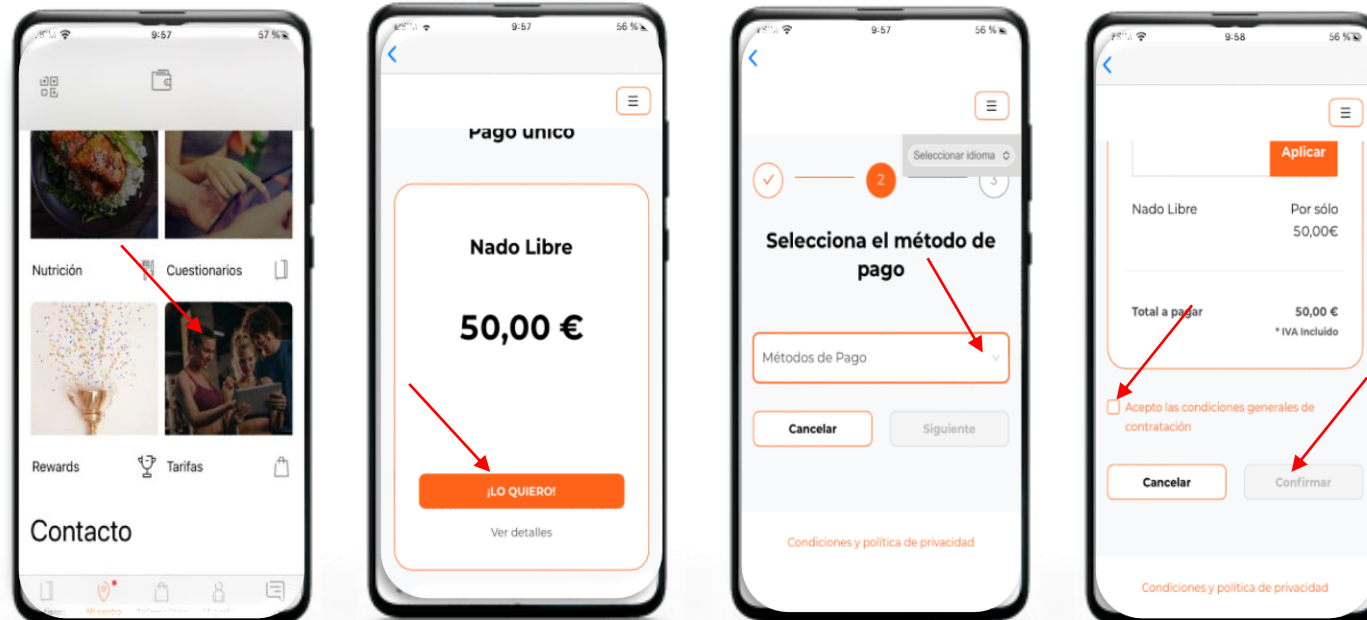 9:57
57 %
Nutrición
Cuestionarios
Rewards
Tarifas
Contacto
Mi centro
9:57
56 %
Pago único
Nado Libre
50,00 €
¡LO QUIERO!
Ver detalles
9:57
56 %
Seleccionar idioma
2
3
Selecciona el método de
pago
Métodos de Pago
Cancelar
Siguiente
Condiciones y política de privacidad
9:58
56 %
Aplicar
Nado Libre
Por sólo
50,00€
Total a pagar
50,00 €
* IVA Incluido
Acepto las condiciones generales de
contratación
Cancelar
Confirmar
Condiciones y política de privacidad